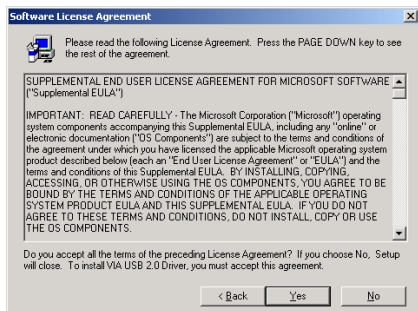 Software License Agreement
Please read the following License Agreement. Press the PAGE DOWN key to see
the rest of the agreement.
SUPPLEMENTAL END USER LICENSE AGREEMENT FOR MICROSOFT SOFTWARE
("Supplemental EULA")
IMPORTANT: READ CAREFULLY - The Microsoft Corporation ("Microsoft") operating
system components accompanying this Supplemental EULA, including any "online" or
electronic documentation ("OS Components") are subject to the terms and conditions of
the agreement under which you have licensed the applicable Microsoft operating system
product described below (each an "End User License Agreement" or "EULA") and the
terms and conditions of this Supplemental EULA. BY INSTALLING, COPYING,
ACCESSING, OR OTHERWISE USING THE OS COMPONENTS, YOU AGREE TO BE
BOUND BY THE TERMS AND CONDITIONS OF THE APPLICABLE OPERATING
SYSTEM PRODUCT EULA AND THIS SUPPLEMENTAL EULA. IF YOU DO NOT
AGREE TO THESE TERMS AND CONDITIONS, DO NOT INSTALL, COPY OR USE
THE OS COMPONENTS.
Do you accept all the terms of the preceding License Agreement? If you choose No, Setup
will close. To install VIA USB 2.0 Driver, you must accept this agreement.
< Back Yes No